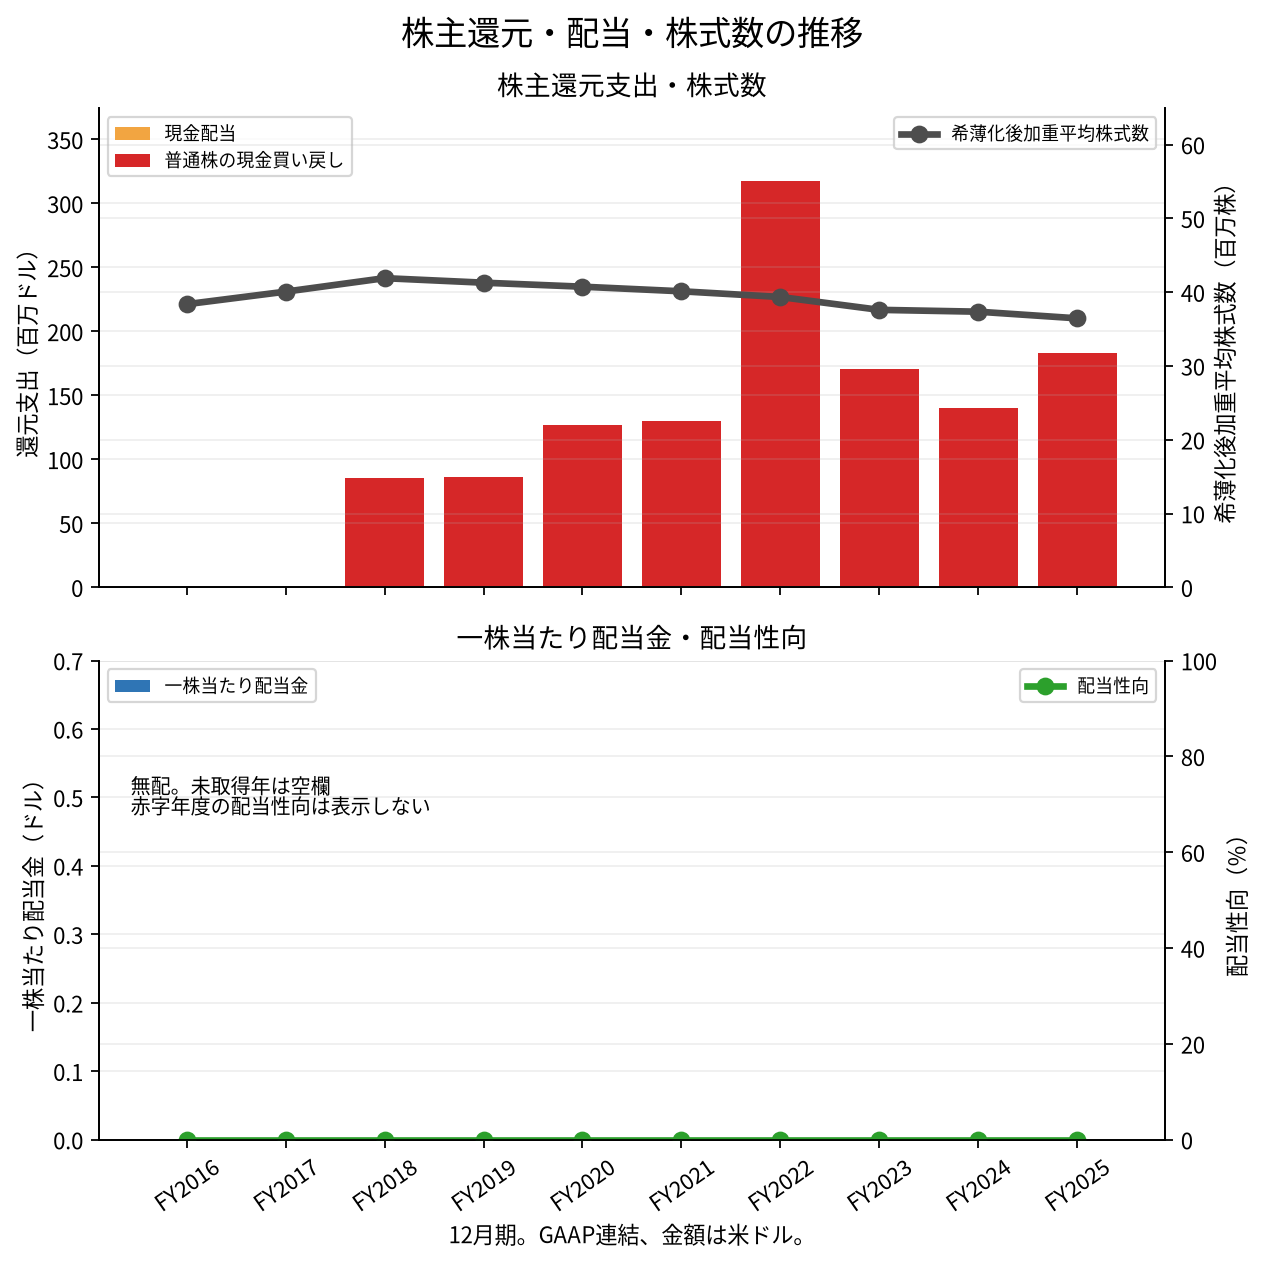 株主還元・配当・株式数の推移
株主還元支出・株式数
現金配当
普通株の現金買い戻し
希薄化後加重平均株式数
還元支出（百万ドル）
350
300
250
200
150
100
50
0
60
50
40
30
20
10
0
希薄化後加重平均株式数（百万株）
一株当たり配当金・配当性向
一株当たり配当金
配当性向
無配。未取得年は空欄
赤字年度の配当性向は表示しない
一株当たり配当金（ドル）
0.7
0.6
0.5
0.4
0.3
0.2
0.1
0.0
100
80
60
40
20
0
配当性向（%）
FY2016 FY2017 FY2018 FY2019 FY2020 FY2021 FY2022 FY2023 FY2024 FY2025
12月期。GAAP連結、金額は米ドル。